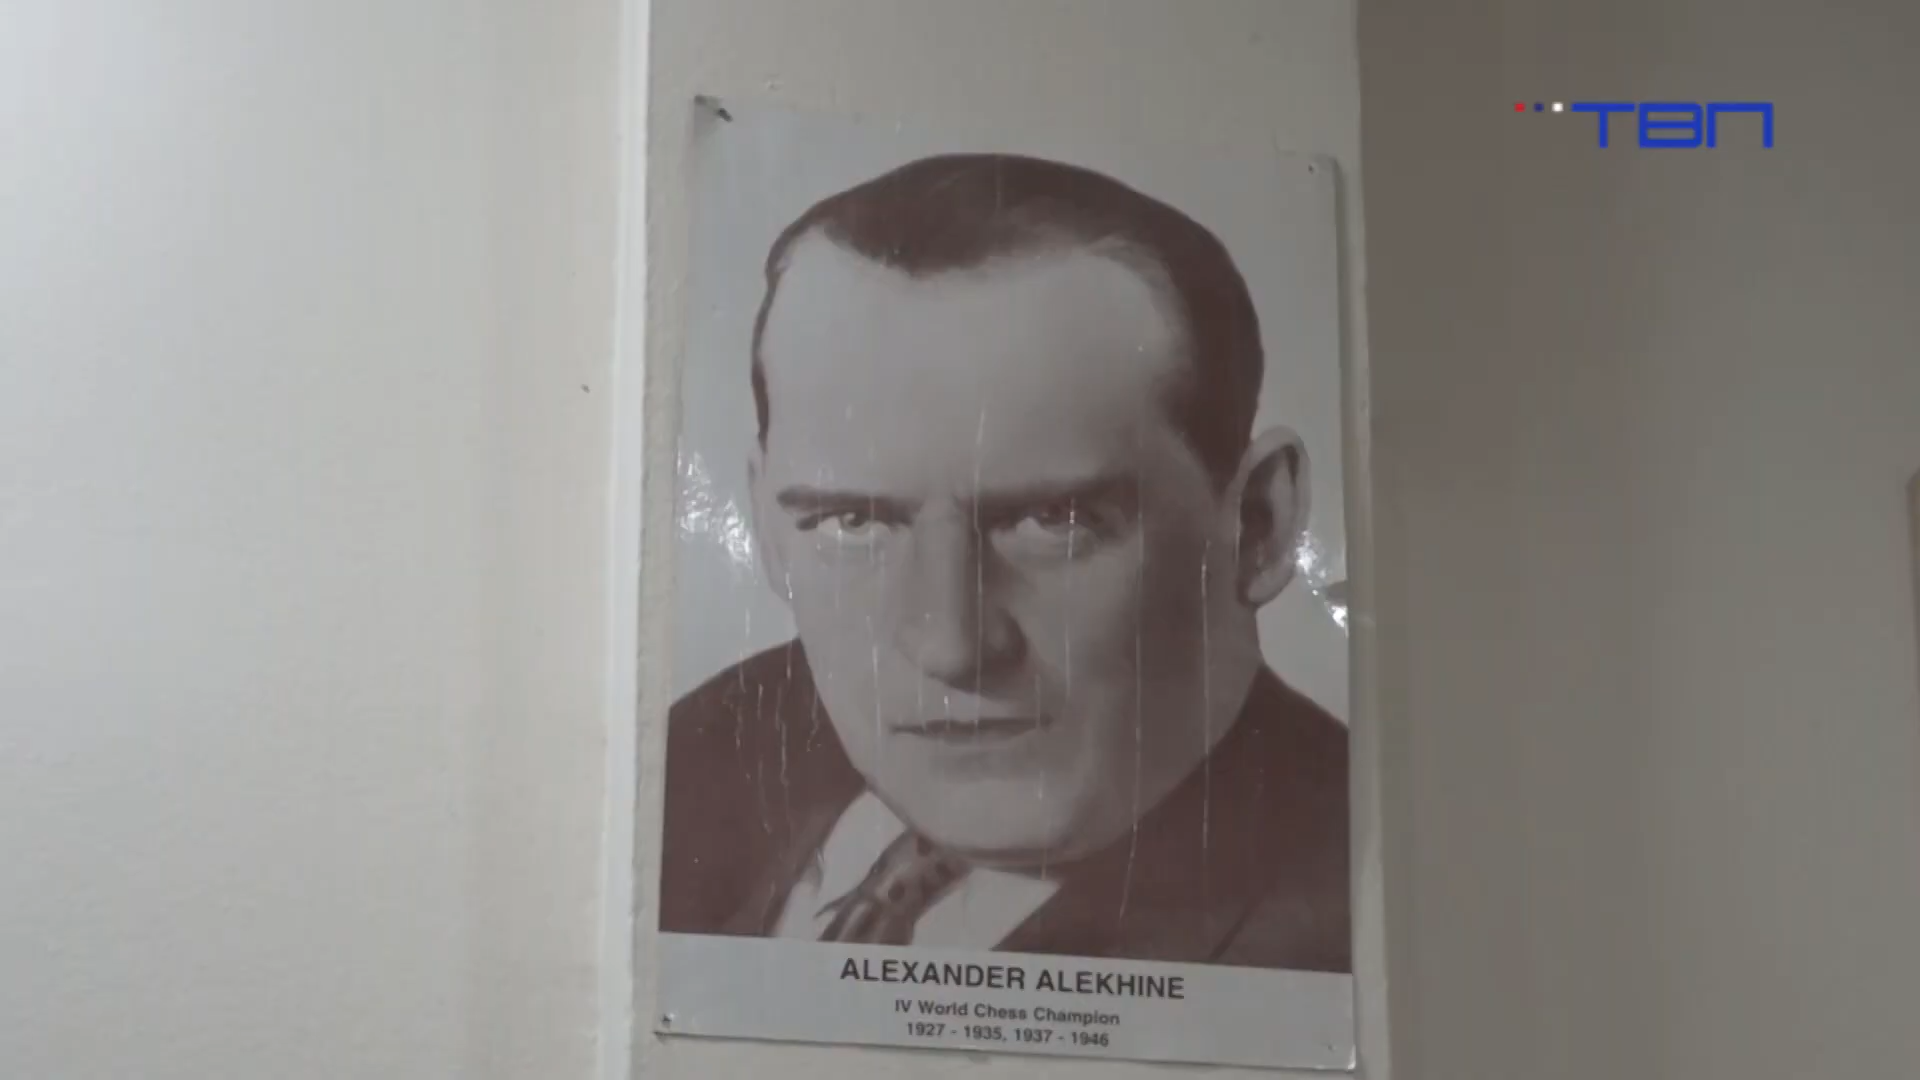 ТВП
ALEXANDER ALEKHINE
IV World Chess Champion
1927 - 1935, 1937 - 1946